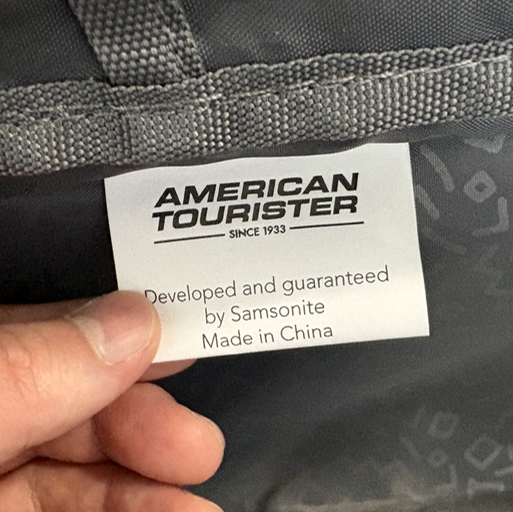 AMERICAN
TOURISTER
SINCE 1933
Developed and guaranteed
by Samsonite
Made in China